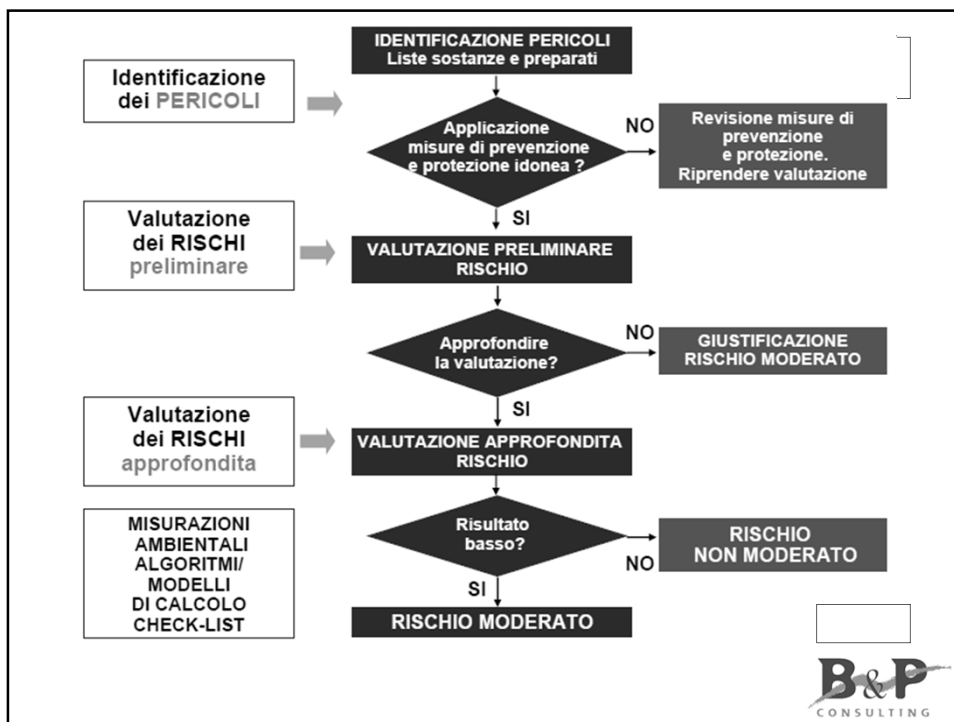 IDENTIFICAZIONE PERICOLI
Liste sostanze e preparati
Identificazione
dei PERICOLI
Applicazione
misure di prevenzione
e protezione idonea ?
NO
Revisione misure di
prevenzione
e protezione.
Riprendere valutazione
SI
Valutazione
dei RISCHI
preliminare
VALUTAZIONE PRELIMINARE
RISCHIO
Approfondire
la valutazione?
NO
GIUSTIFICAZIONE
RISCHIO MODERATO
SI
Valutazione
dei RISCHI
approfondita
VALUTAZIONE APPROFONDITA
RISCHIO
MISURAZIONI
AMBIENTALI
ALGORITMI/
MODELLI
DI CALCOLO
CHECK-LIST
Risultato
basso?
NO
RISCHIO
NON MODERATO
SI
RISCHIO MODERATO
B&P
CONSULTING